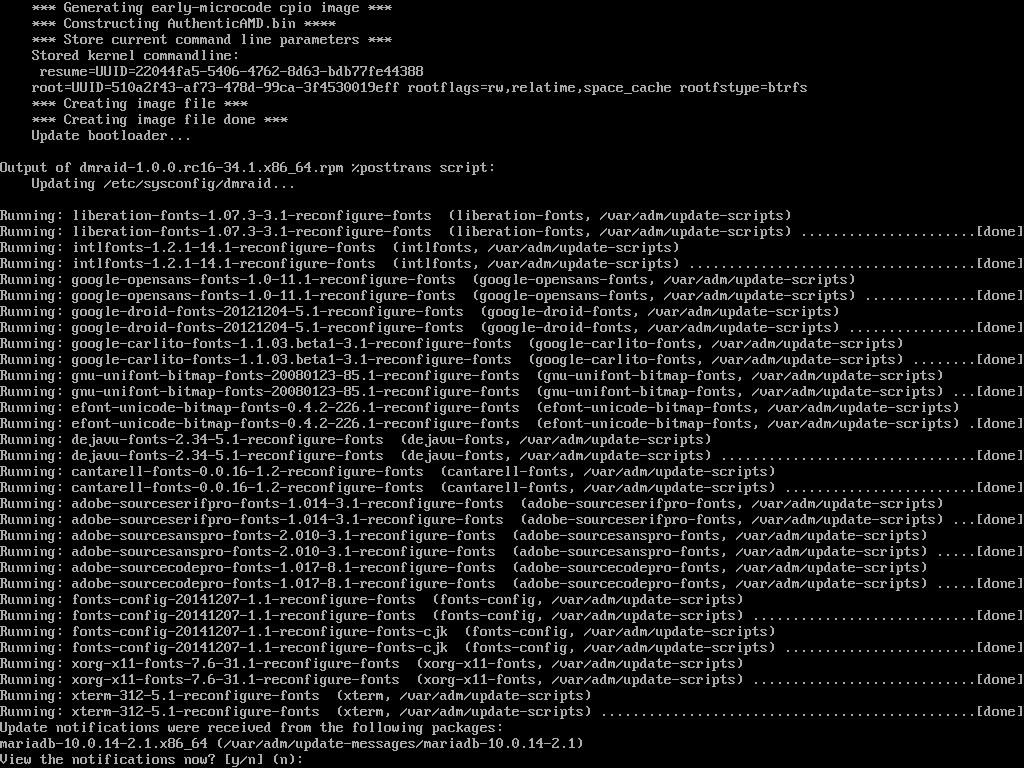 *** Generating early-microcode cpio image ***
*** Constructing AuthenticAMD.bin ****
*** Store current command line parameters ***
Stored kernel commandline:
resume=UUID=22044fa5-5406-4762-8d63-bdb77fe44388
root=UUID=510a2f43-af73-478d-99ca-3f4530019eff rootflags=rw,relatime,space_cache rootfstype=btrfs
*** Creating image file ***
*** Creating image file done ***
Update bootloader...
Output of dmraid-1.0.0.rc16-34.1.x86_64.rpm %posttrans script:
Updating /etc/sysconfig/dmraid...
Running: liberation-fonts-1.07.3-3.1-reconfigure-fonts  (liberation-fonts, /var/adm/update-scripts)
Running: liberation-fonts-1.07.3-3.1-reconfigure-fonts  (liberation-fonts, /var/adm/update-scripts) ......................[done]
Running: intlfonts-1.2.1-14.1-reconfigure-fonts  (intlfonts, /var/adm/update-scripts)
Running: intlfonts-1.2.1-14.1-reconfigure-fonts  (intlfonts, /var/adm/update-scripts) ....................................[done]
Running: google-opensans-fonts-1.0-11.1-reconfigure-fonts  (google-opensans-fonts, /var/adm/update-scripts)
Running: google-opensans-fonts-1.0-11.1-reconfigure-fonts  (google-opensans-fonts, /var/adm/update-scripts) ..............[done]
Running: google-droid-fonts-20121204-5.1-reconfigure-fonts  (google-droid-fonts, /var/adm/update-scripts)
Running: google-droid-fonts-20121204-5.1-reconfigure-fonts  (google-droid-fonts, /var/adm/update-scripts) ................[done]
Running: google-carlito-fonts-1.1.03.beta1-3.1-reconfigure-fonts  (google-carlito-fonts, /var/adm/update-scripts)
Running: google-carlito-fonts-1.1.03.beta1-3.1-reconfigure-fonts  (google-carlito-fonts, /var/adm/update-scripts) ........[done]
Running: gnu-unifont-bitmap-fonts-20080123-85.1-reconfigure-fonts  (gnu-unifont-bitmap-fonts, /var/adm/update-scripts)
Running: gnu-unifont-bitmap-fonts-20080123-85.1-reconfigure-fonts  (gnu-unifont-bitmap-fonts, /var/adm/update-scripts) ...[done]
Running: efont-unicode-bitmap-fonts-0.4.2-226.1-reconfigure-fonts  (efont-unicode-bitmap-fonts, /var/adm/update-scripts)
Running: efont-unicode-bitmap-fonts-0.4.2-226.1-reconfigure-fonts  (efont-unicode-bitmap-fonts, /var/adm/update-scripts) .[done]
Running: dejavu-fonts-2.34-5.1-reconfigure-fonts  (dejavu-fonts, /var/adm/update-scripts)
Running: dejavu-fonts-2.34-5.1-reconfigure-fonts  (dejavu-fonts, /var/adm/update-scripts) ................................[done]
Running: cantarell-fonts-0.0.16-1.2-reconfigure-fonts  (cantarell-fonts, /var/adm/update-scripts)
Running: cantarell-fonts-0.0.16-1.2-reconfigure-fonts  (cantarell-fonts, /var/adm/update-scripts) ........................[done]
Running: adobe-sourceserifpro-fonts-1.014-3.1-reconfigure-fonts  (adobe-sourceserifpro-fonts, /var/adm/update-scripts)
Running: adobe-sourceserifpro-fonts-1.014-3.1-reconfigure-fonts  (adobe-sourceserifpro-fonts, /var/adm/update-scripts) ...[done]
Running: adobe-sourcesanspro-fonts-2.010-3.1-reconfigure-fonts  (adobe-sourcesanspro-fonts, /var/adm/update-scripts)
Running: adobe-sourcesanspro-fonts-2.010-3.1-reconfigure-fonts  (adobe-sourcesanspro-fonts, /var/adm/update-scripts) .....[done]
Running: adobe-sourcecodepro-fonts-1.017-8.1-reconfigure-fonts  (adobe-sourcecodepro-fonts, /var/adm/update-scripts)
Running: adobe-sourcecodepro-fonts-1.017-8.1-reconfigure-fonts  (adobe-sourcecodepro-fonts, /var/adm/update-scripts) .....[done]
Running: fonts-config-20141207-1.1-reconfigure-fonts  (fonts-config, /var/adm/update-scripts)
Running: fonts-config-20141207-1.1-reconfigure-fonts  (fonts-config, /var/adm/update-scripts) ............................[done]
Running: fonts-config-20141207-1.1-reconfigure-fonts-cjk  (fonts-config, /var/adm/update-scripts)
Running: fonts-config-20141207-1.1-reconfigure-fonts-cjk  (fonts-config, /var/adm/update-scripts) ........................[done]
Running: xorg-x11-fonts-7.6-31.1-reconfigure-fonts  (xorg-x11-fonts, /var/adm/update-scripts)
Running: xorg-x11-fonts-7.6-31.1-reconfigure-fonts  (xorg-x11-fonts, /var/adm/update-scripts) ............................[done]
Running: xterm-312-5.1-reconfigure-fonts  (xterm, /var/adm/update-scripts)
Running: xterm-312-5.1-reconfigure-fonts  (xterm, /var/adm/update-scripts) ...............................................[done]
Update notifications were received from the following packages:
mariadb-10.0.14-2.1.x86_64 (/var/adm/update-messages/mariadb-10.0.14-2.1)
View the notifications now? [y/n] (n):